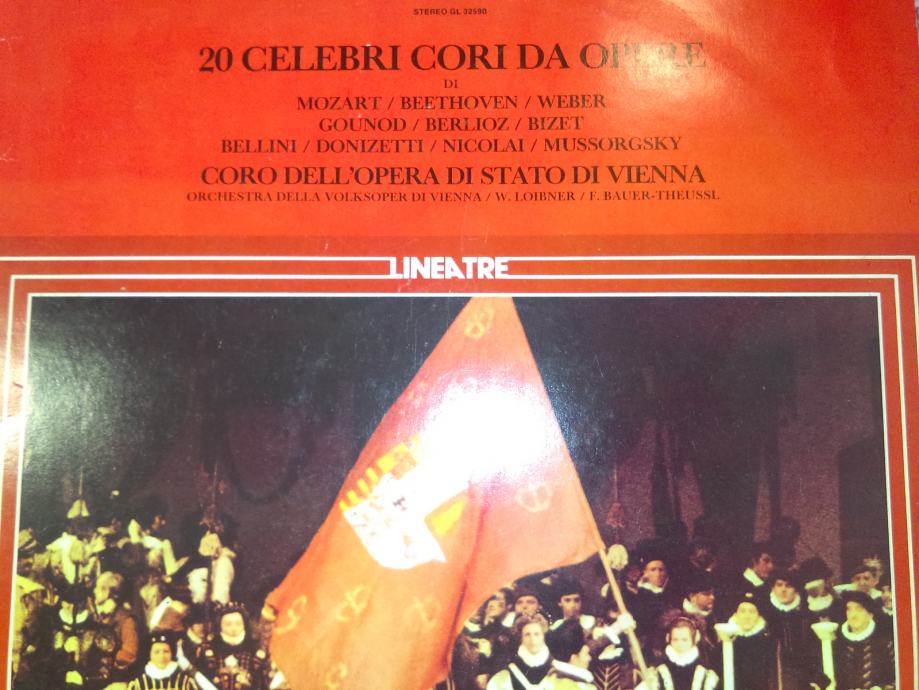 STEREO GL 32590
20 CELEBRI CORI DA OPERE
DI
MOZART / BEETHOVEN / WEBER
GOUNOD / BERLIOZ / BIZET
BELLINI / DONIZETTI / NICOLAI / MUSSORGSKY
CORO DELL'OPERA DI STATO DI VIENNA
ORCHESTRA DELLA VOLKSOPER DI VIENNA / W. LOIBNER / F. BAUER-THEUSSL
LINEATRE